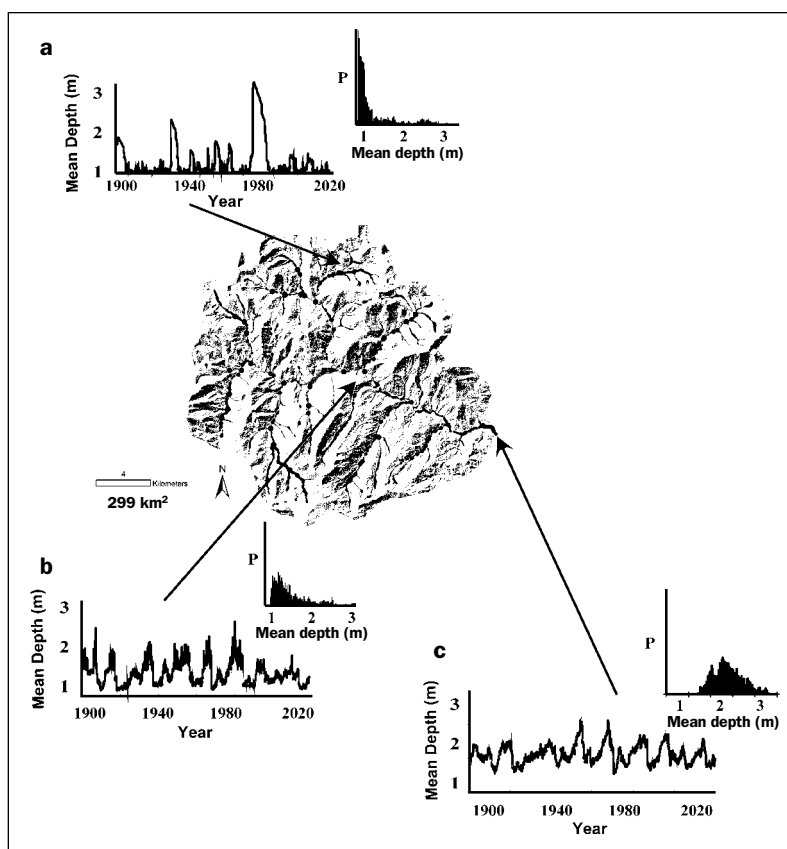 a
P
1 2 3
Mean depth (m)
Mean Depth (m)
3
2
1
1900 1940 1980 2020
Year
4
Kilometers
299 km²
N
b
P
1 2 3
Mean depth (m)
Mean Depth (m)
3
2
1
1900 1940 1980 2020
Year
c
P
1 2 3
Mean depth (m)
Mean Depth (m)
3
2
1
1900 1940 1980 2020
Year